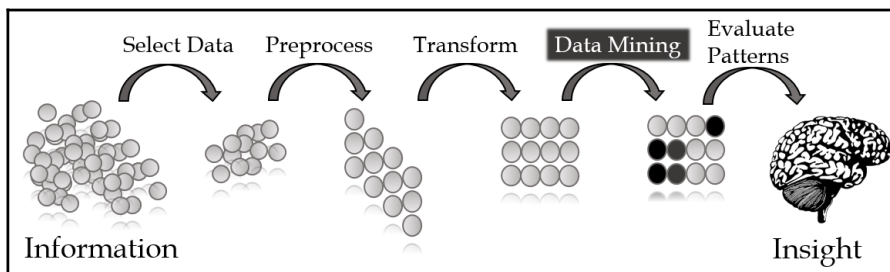 Select Data
Preprocess
Transform
Data Mining
Evaluate
Patterns
Information
Insight